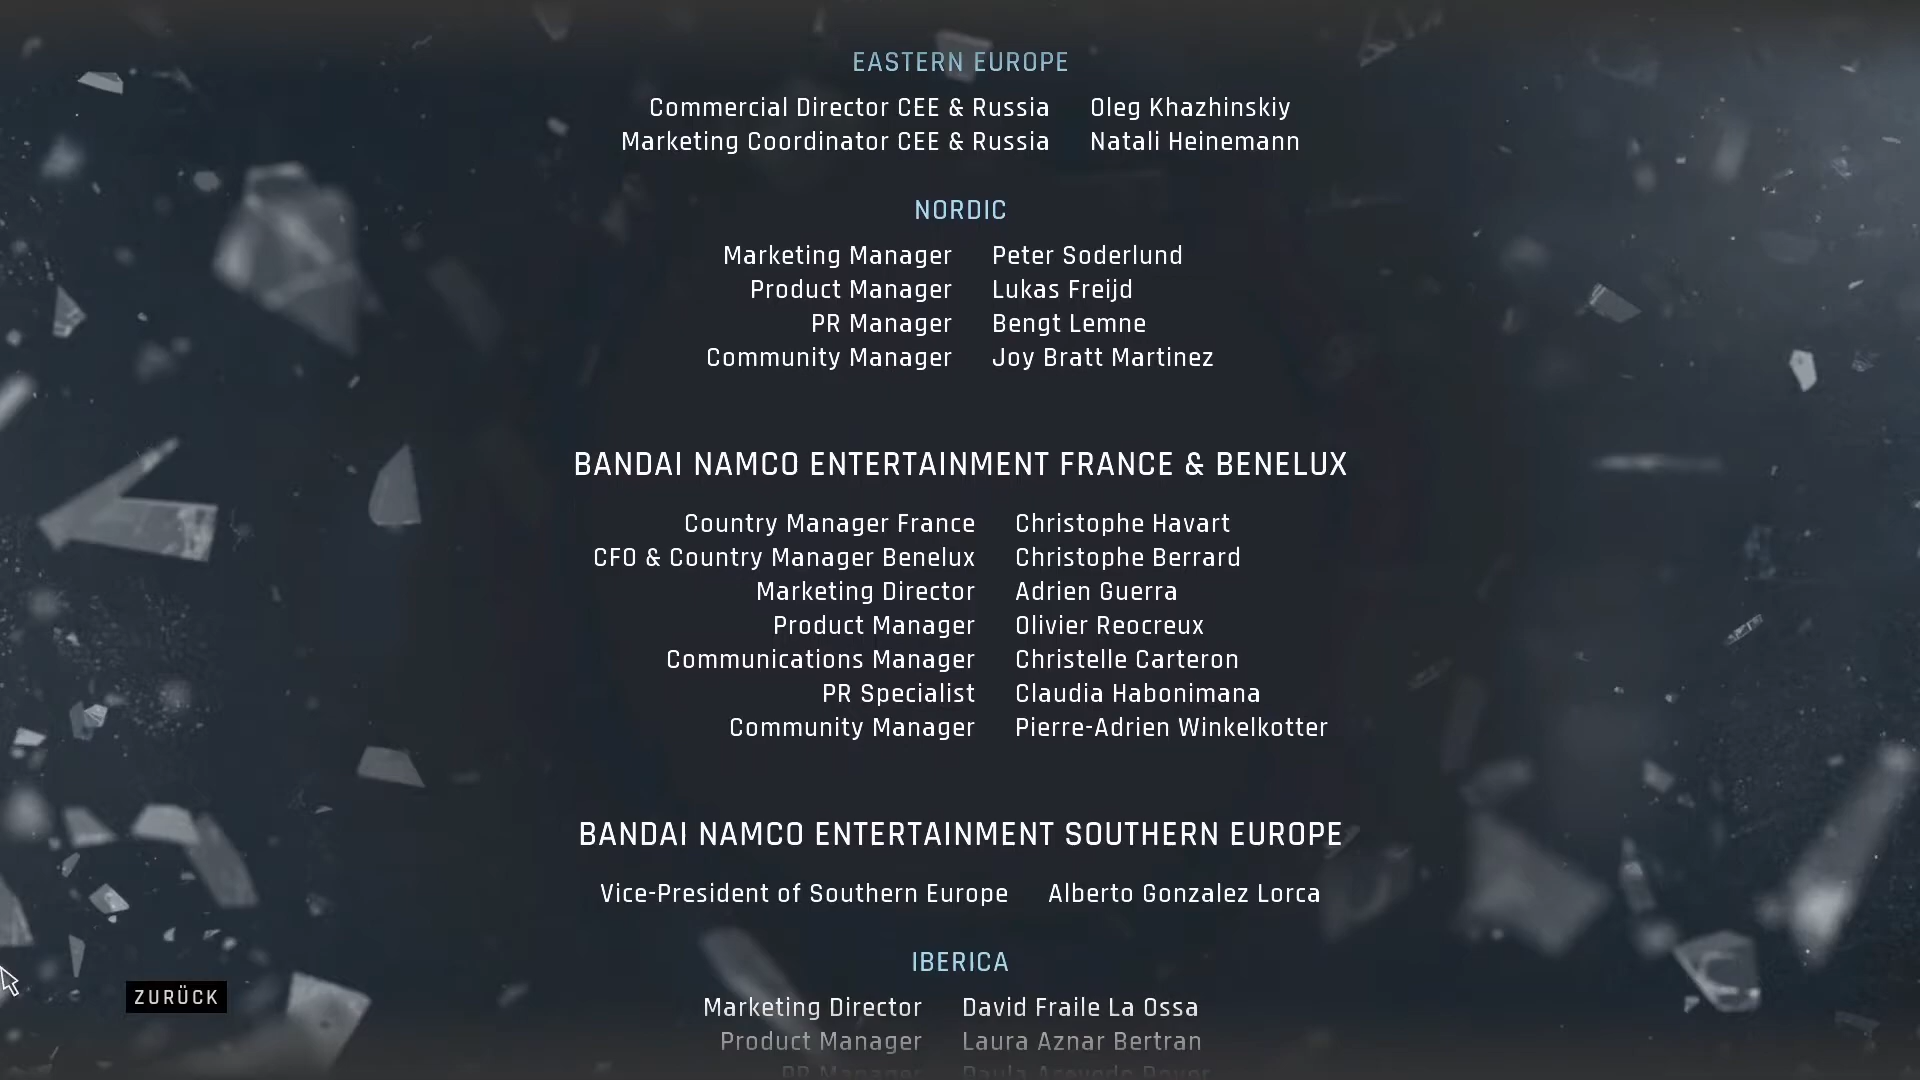 EASTERN EUROPE
Commercial Director CEE & Russia Oleg Khazhinskiy
Marketing Coordinator CEE & Russia Natali Heinemann
NORDIC
Marketing Manager Peter Soderlund
Product Manager Lukas Freijd
PR Manager Bengt Lemne
Community Manager Joy Bratt Martinez
BANDAI NAMCO ENTERTAINMENT FRANCE & BENELUX
Country Manager France Christophe Havart
CFO & Country Manager Benelux Christophe Berrard
Marketing Director Adrien Guerra
Product Manager Olivier Reocreux
Communications Manager Christelle Carteron
PR Specialist Claudia Habonimana
Community Manager Pierre-Adrien Winkelkotter
BANDAI NAMCO ENTERTAINMENT SOUTHERN EUROPE
Vice-President of Southern Europe Alberto Gonzalez Lorca
IBERICA
ZURÜCK
Marketing Director David Fraile La Ossa
Product Manager Laura Aznar Bertran
PR Manager